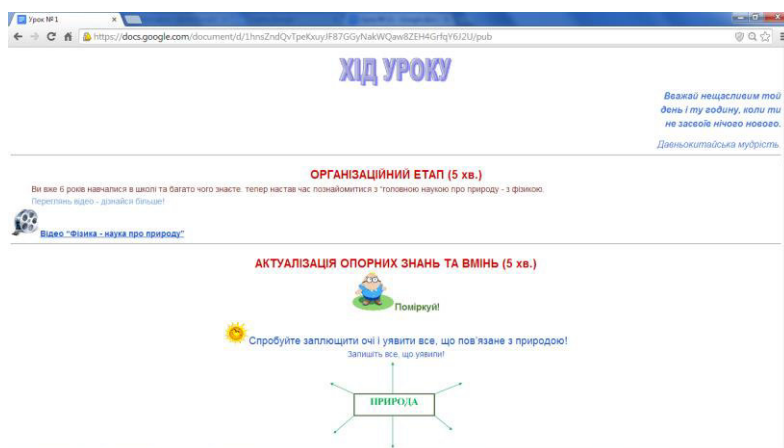 Урок № 1
https://docs.google.com/document/d/1hnsZndQvTpeKxuyJF87GGyNakWQaw8ZEH4GrfqY6J2U/pub
ХІД УРОКУ
Вважай нещасливим той
день і ту годину, коли ти
не засвоїв нічого нового.
Давньокитайська мудрість.
ОРГАНІЗАЦІЙНИЙ ЕТАП (5 хв.)
Ви вже 6 років навчалися в школі та багато чого знаєте. тепер настав час познайомитися з "головною наукою про природу - з фізикою.
Переглянь відео - дізнайся більше!
Відео "Фізика - наука про природу"
АКТУАЛІЗАЦІЯ ОПОРНИХ ЗНАНЬ ТА ВМІНЬ (5 хв.)
Поміркуй!
Спробуйте заплющити очі і уявити все, що пов'язане з природою!
Запишіть все, що уявили!
ПРИРОДА